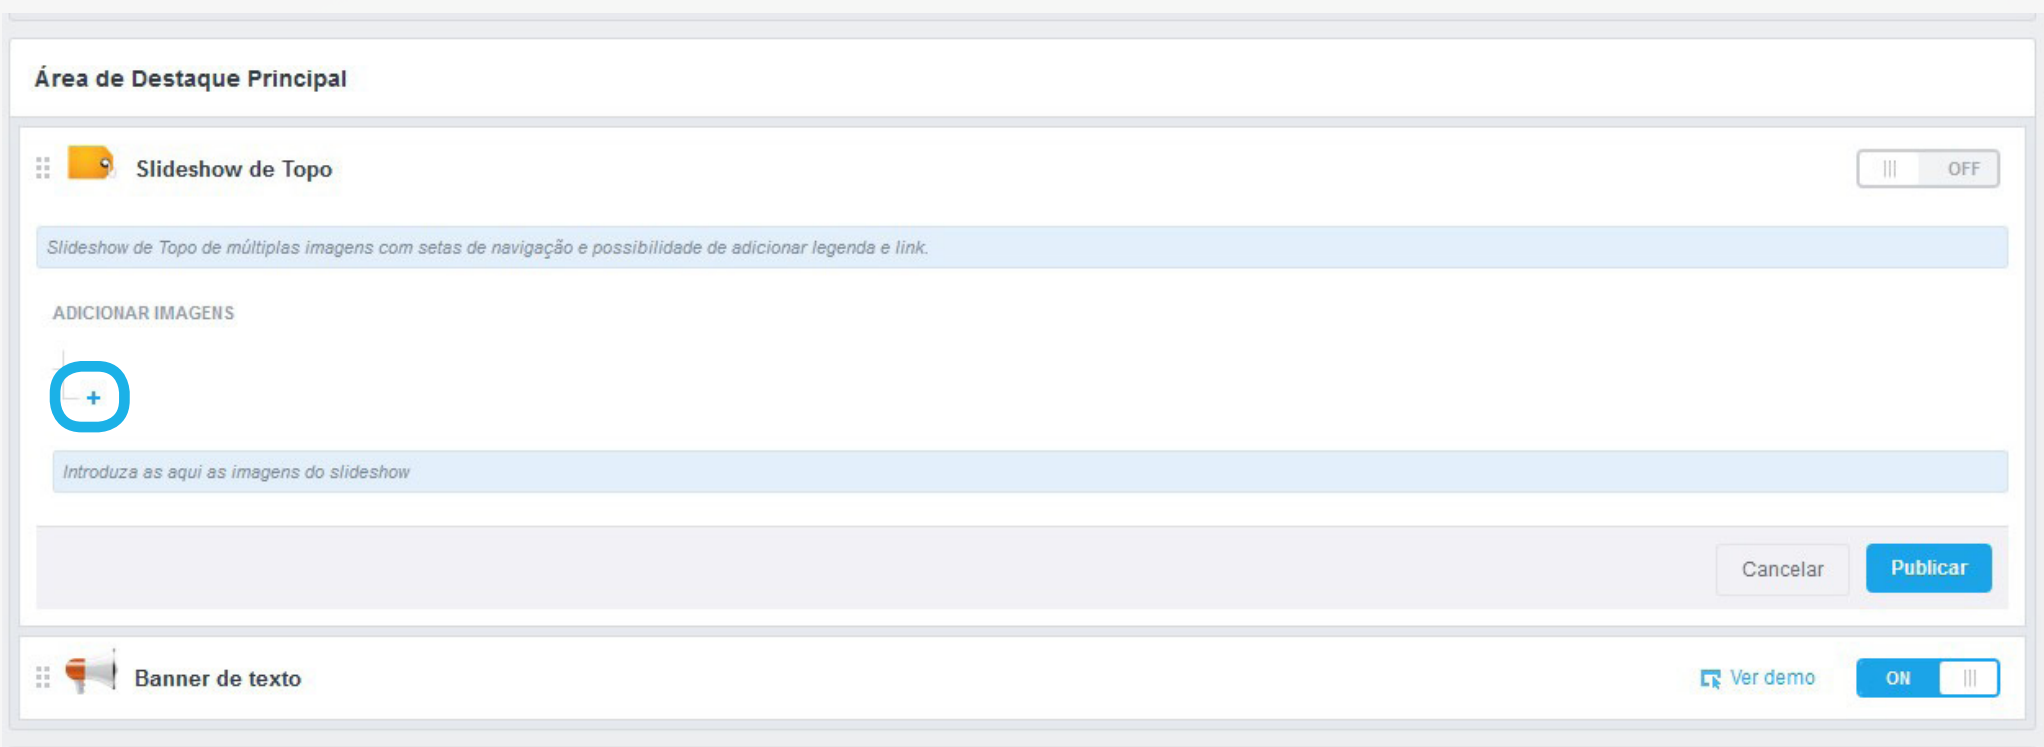 Área de Destaque Principal
Slideshow de Topo
OFF
Slideshow de Topo de múltiplas imagens com setas de navegação e possibilidade de adicionar legenda e link.
ADICIONAR IMAGENS
+
Introduza as aqui as imagens do slideshow
Cancelar
Publicar
Banner de texto
Ver demo
ON